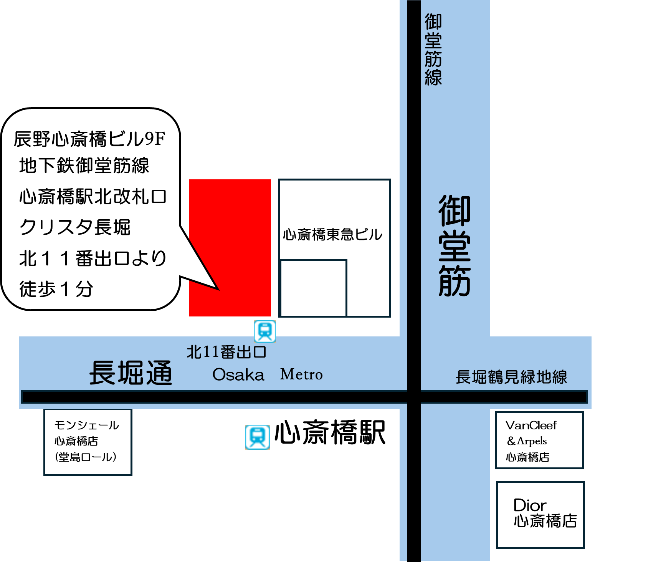 御堂筋線
辰野心斎橋ビル9F
地下鉄御堂筋線
心斎橋駅北改札口
クリスタ長堀
北１１番出口より
徒歩１分
心斎橋東急ビル
御堂筋
北11番出口
長堀通
Osaka Metro
長堀鶴見緑地線
モンシェール
心斎橋店
(堂島ロール)
心斎橋駅
VanCleef
&Arpels
心斎橋店
Dior
心斎橋店